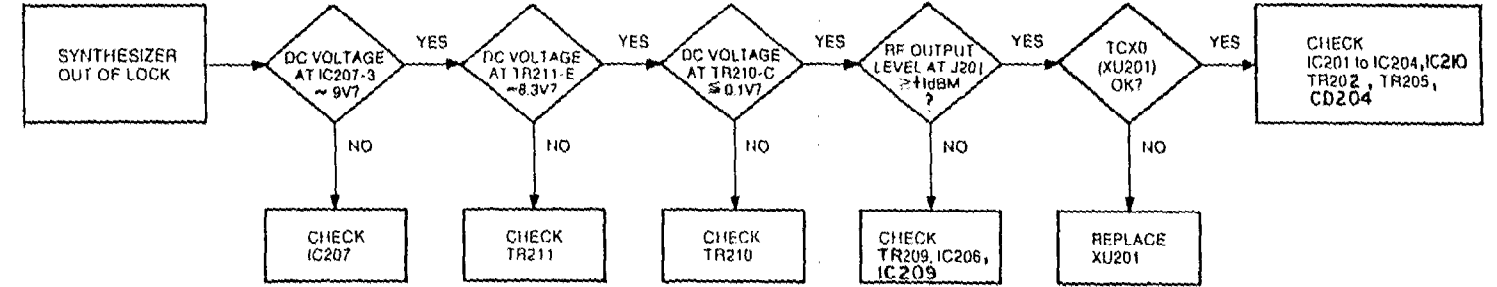 SYNTHESIZER
OUT OF LOCK
DC VOLTAGE
AT IC207-3
~ 9V?
YES
NO
CHECK
IC207
DC VOLTAGE
AT TR211-E
~8.3V?
YES
NO
CHECK
TR211
DC VOLTAGE
AT TR210-C
≦ 0.1V?
YES
NO
CHECK
TR210
RF OUTPUT
LEVEL AT J201
≥+1dBM
?
YES
NO
CHECK
TR209, IC206,
IC209
TCX0
(XU201)
OK?
YES
NO
REPLACE
XU201
CHECK
IC201 to IC204, IC210
TR202, TR205,
CD204